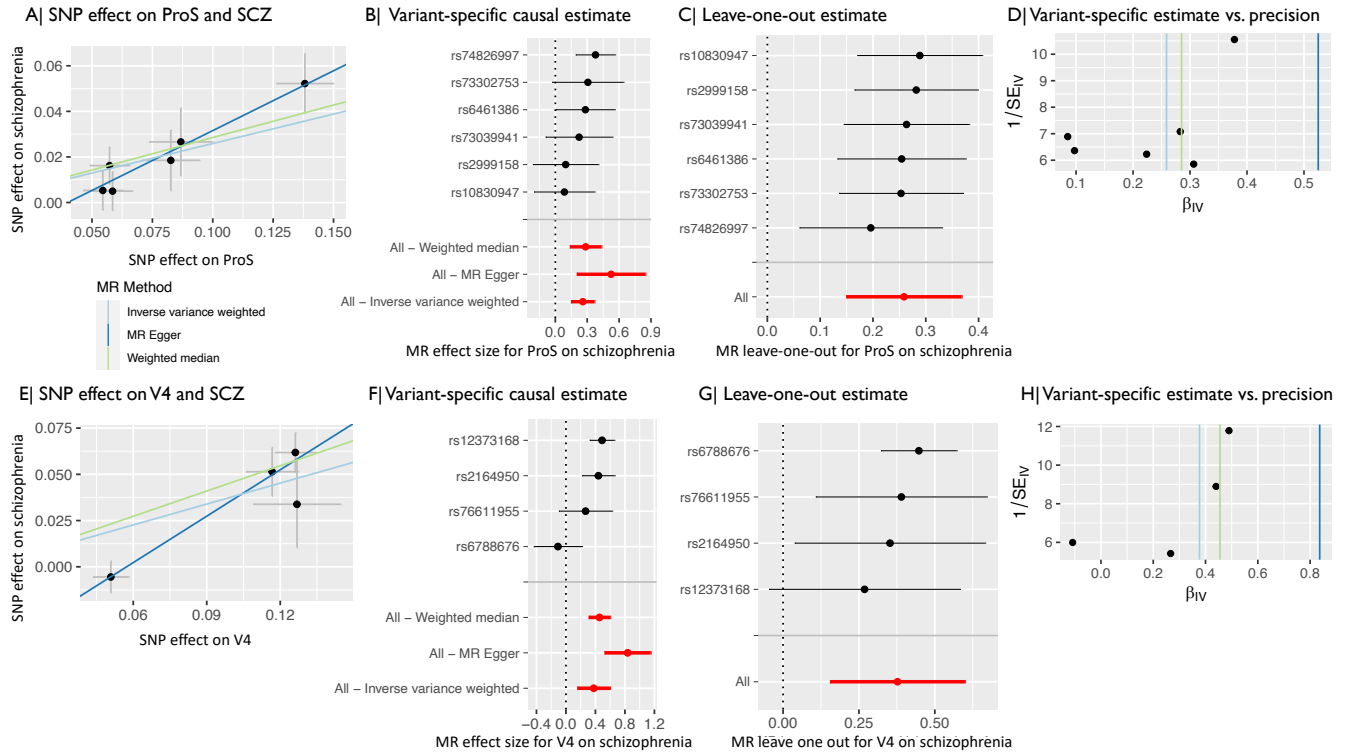 A| SNP effect on ProS and SCZ
SNP effect on schizophrenia
0.06
0.04
0.02
0.00
0.050
0.075
0.100
0.125
0.150
SNP effect on ProS
MR Method
Inverse variance weighted
MR Egger
Weighted median
B| Variant-specific causal estimate
rs74826997
rs73302753
rs6461386
rs73039941
rs2999158
rs10830947
All – Weighted median
All – MR Egger
All – Inverse variance weighted
0.0
0.3
0.6
0.9
MR effect size for ProS on schizophrenia
C| Leave-one-out estimate
rs10830947
rs2999158
rs73039941
rs6461386
rs73302753
rs74826997
All
0.0
0.1
0.2
0.3
0.4
MR leave-one-out for ProS on schizophrenia
D| Variant-specific estimate vs. precision
1/SE_IV
10
9
8
7
6
0.1
0.2
0.3
0.4
0.5
β_IV
E| SNP effect on V4 and SCZ
SNP effect on schizophrenia
0.075
0.050
0.025
0.000
0.06
0.09
0.12
SNP effect on V4
F| Variant-specific causal estimate
rs12373168
rs2164950
rs76611955
rs6788676
All – Weighted median
All – MR Egger
All – Inverse variance weighted
−0.4
0.0
0.4
0.8
1.2
MR effect size for V4 on schizophrenia
G| Leave-one-out estimate
rs6788676
rs76611955
rs2164950
rs12373168
All
0.00
0.25
0.50
MR leave one out for V4 on schizophrenia
H| Variant-specific estimate vs. precision
1/SE_IV
12
10
8
6
0.0
0.2
0.4
0.6
0.8
β_IV